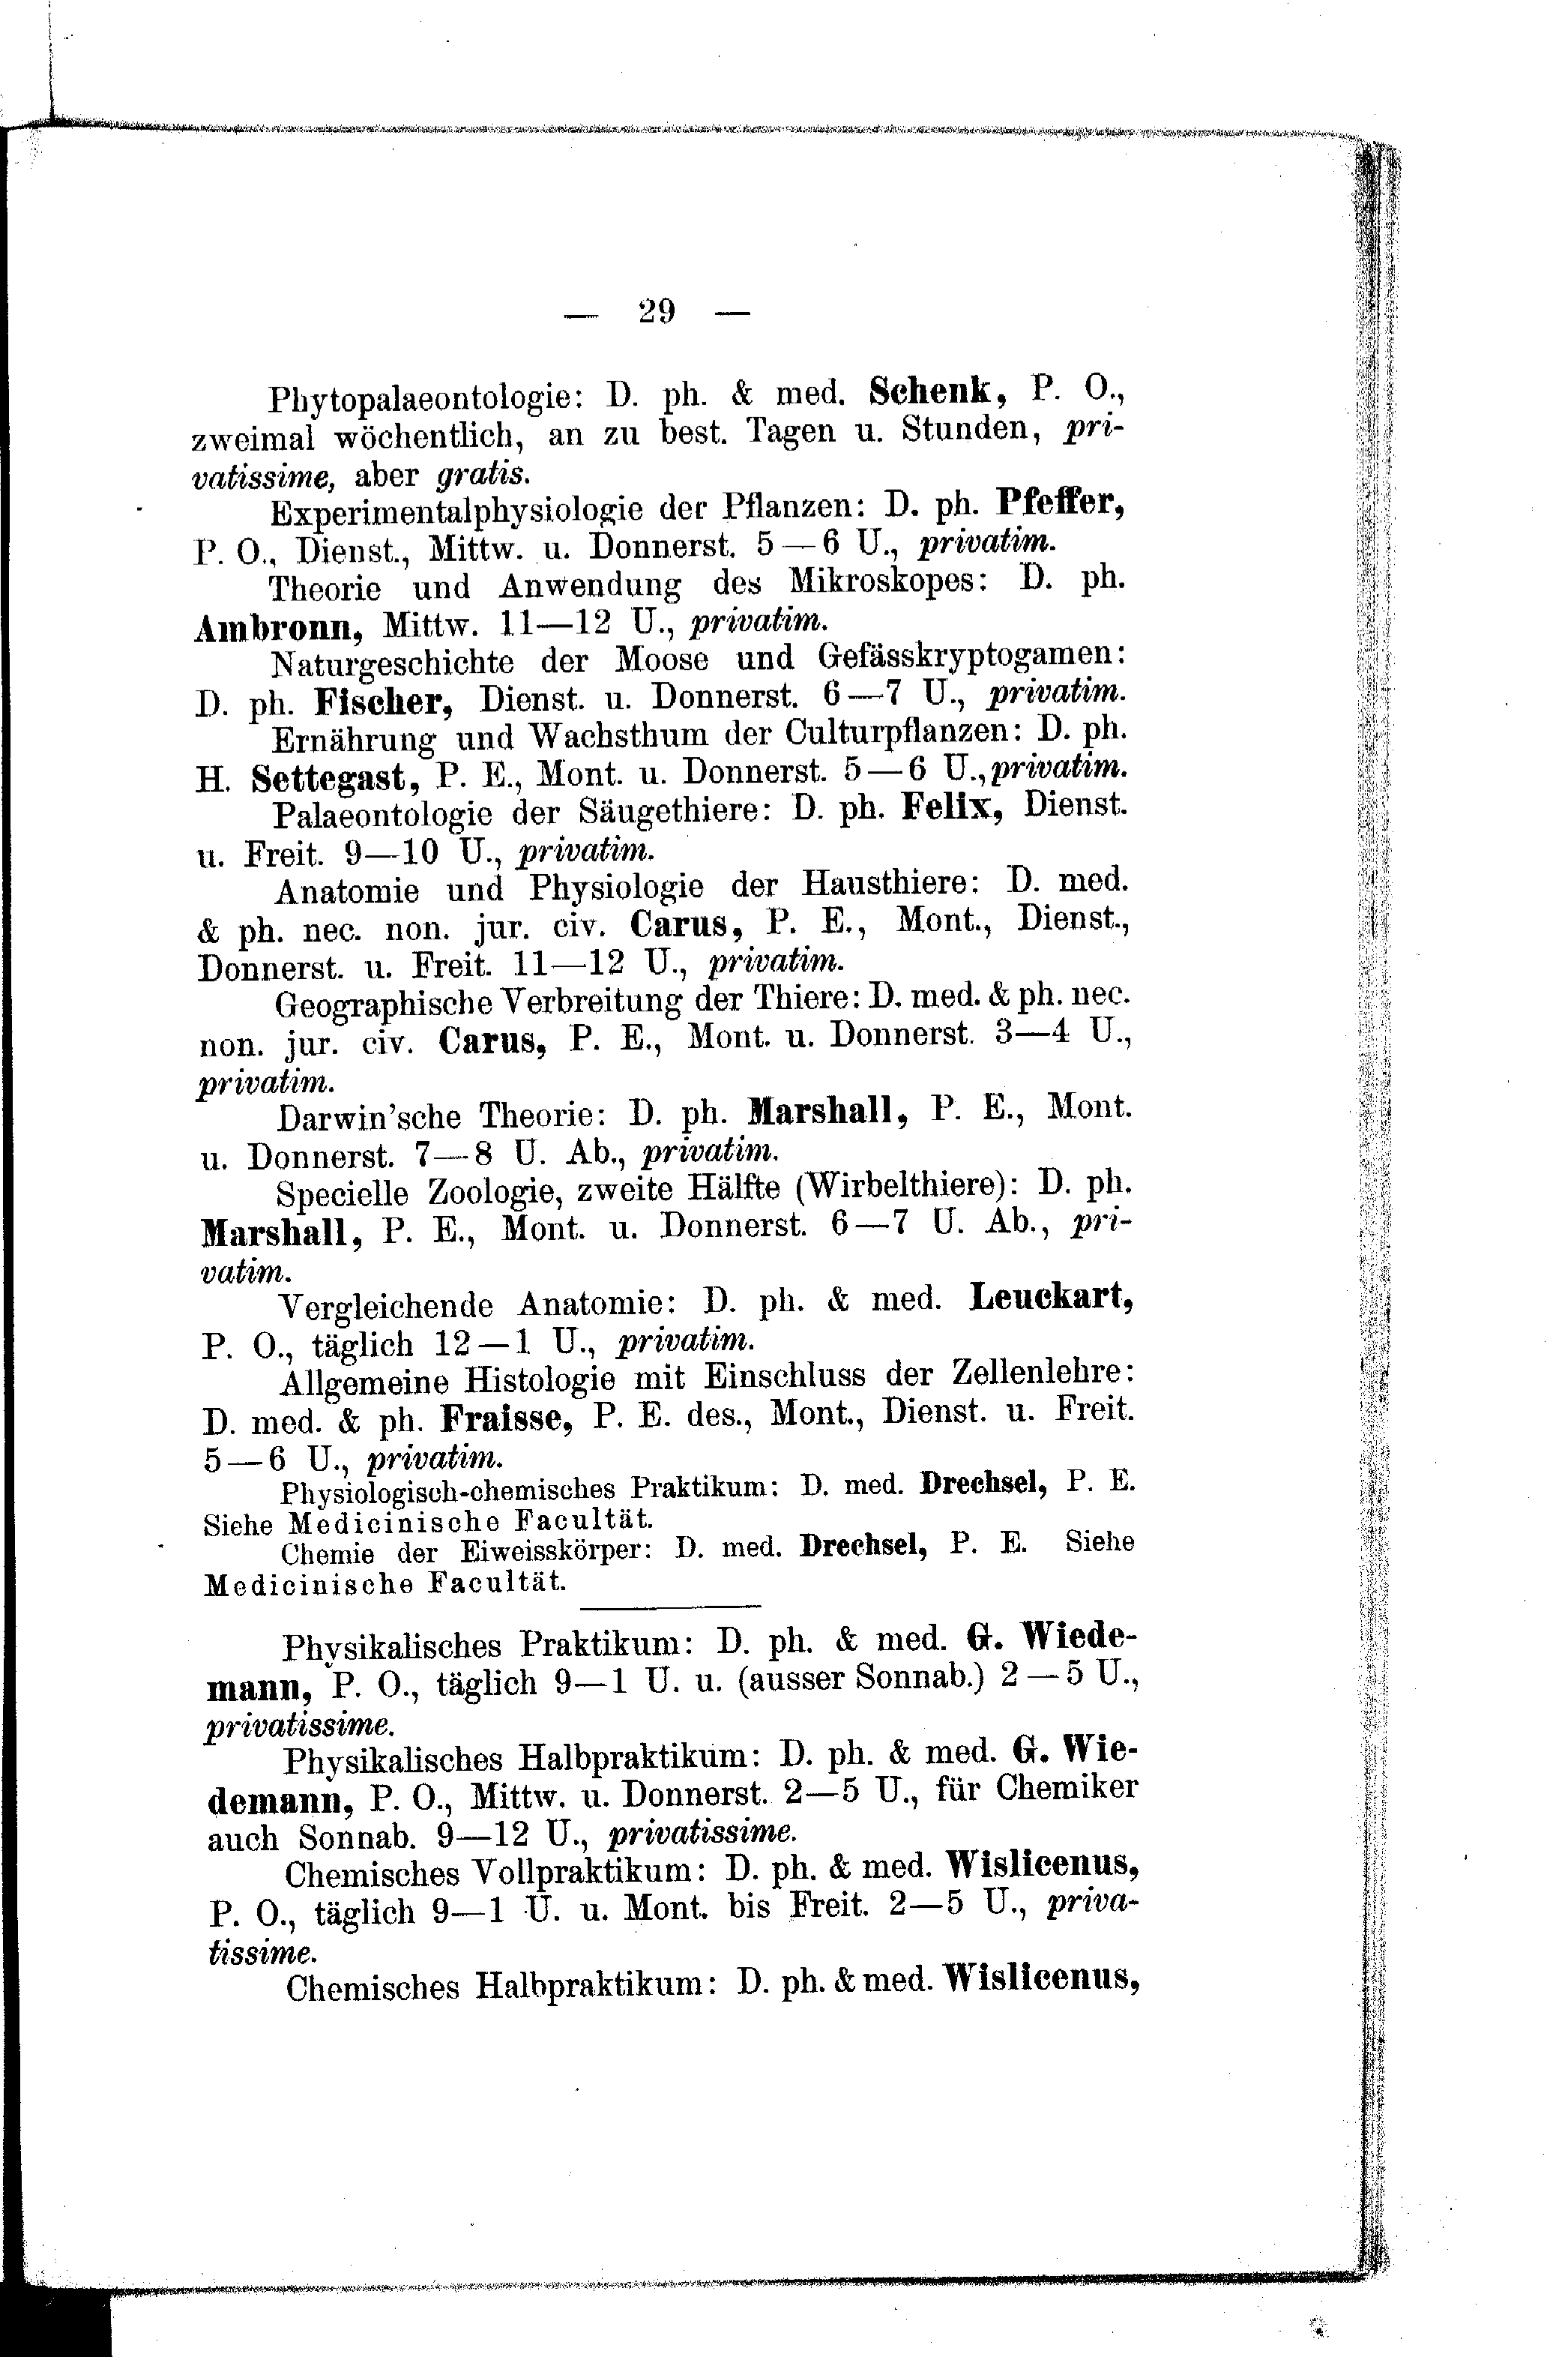 — 29 —
Phytopalaeontologie: D. ph. & med. Schenk, P. O.,
zweimal wöchentlich, an zu best. Tagen u. Stunden, pri-
vatissime, aber gratis.
Experimentalphysiologie der Pflanzen: D. ph. Pfeffer,
P. O., Dienst., Mittw. u. Donnerst. 5—6 U., privatim.
Theorie und Anwendung des Mikroskopes: D. ph.
Ambronn, Mittw. 11—12 U., privatim.
Naturgeschichte der Moose und Gefässkryptogamen:
D. ph. Fischer, Dienst. u. Donnerst. 6—7 U., privatim.
Ernährung und Wachsthum der Culturpflanzen: D. ph.
H. Settegast, P. E., Mont. u. Donnerst. 5—6 U., privatim.
Palaeontologie der Säugethiere: D. ph. Felix, Dienst.
u. Freit. 9—10 U., privatim.
Anatomie und Physiologie der Hausthiere: D. med.
& ph. nec. non. jur. civ. Carus, P. E., Mont., Dienst.,
Donnerst. u. Freit. 11—12 U., privatim.
Geographische Verbreitung der Thiere: D. med. & ph. nec.
non. jur. civ. Carus, P. E., Mont. u. Donnerst. 3—4 U.,
privatim.
Darwin'sche Theorie: D. ph. Marshall, P. E., Mont.
u. Donnerst. 7—8 U. Ab., privatim.
Specielle Zoologie, zweite Hälfte (Wirbelthiere): D. ph.
Marshall, P. E., Mont. u. Donnerst. 6—7 U. Ab., pri-
vatim.
Vergleichende Anatomie: D. ph. & med. Leuckart,
P. O., täglich 12—1 U., privatim.
Allgemeine Histologie mit Einschluss der Zellenlehre:
D. med. & ph. Fraisse, P. E. des., Mont., Dienst. u. Freit.
5—6 U., privatim.
Physiologisch-chemisches Praktikum: D. med. Drechsel, P. E.
Siehe Medicinische Facultät.
Chemie der Eiweisskörper: D. med. Drechsel, P. E. Siehe
Medicinische Facultät.
Physikalisches Praktikum: D. ph. & med. G. Wiede-
mann, P. O., täglich 9—1 U. u. (ausser Sonnab.) 2—5 U.,
privatissime.
Physikalisches Halbpraktikum: D. ph. & med. G. Wie-
demann, P. O., Mittw. u. Donnerst. 2—5 U., für Chemiker
auch Sonnab. 9—12 U., privatissime.
Chemisches Vollpraktikum: D. ph. & med. Wislicenus,
P. O., täglich 9—1 U. u. Mont. bis Freit. 2—5 U., priva-
tissime.
Chemisches Halbpraktikum: D. ph. & med. Wislicenus,